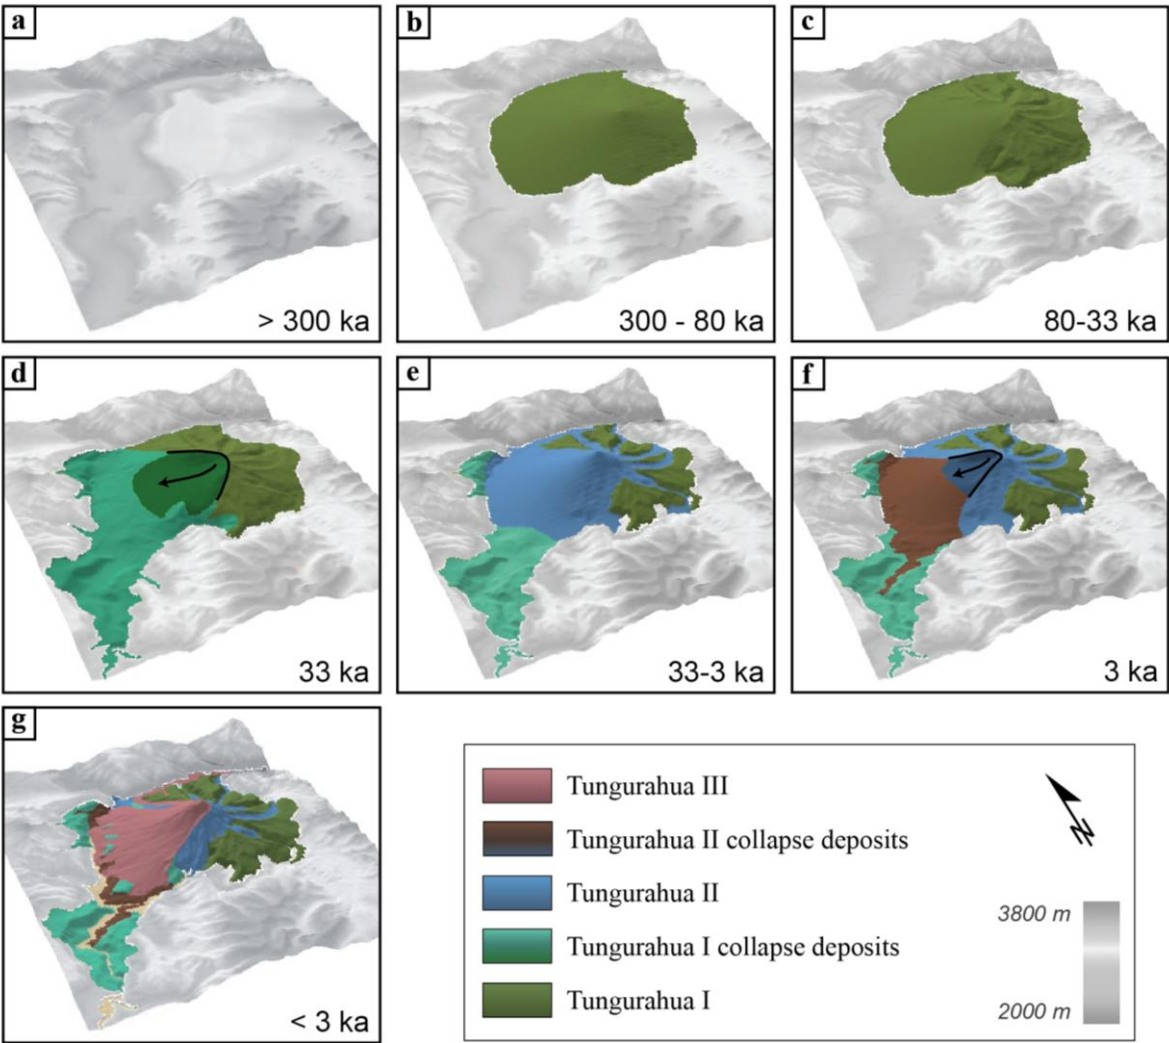 a
> 300 ka
b
300 - 80 ka
c
80-33 ka
d
33 ka
e
33-3 ka
f
3 ka
g
< 3 ka
Tungurahua III
Tungurahua II collapse deposits
Tungurahua II
Tungurahua I collapse deposits
Tungurahua I
N
3800 m
2000 m